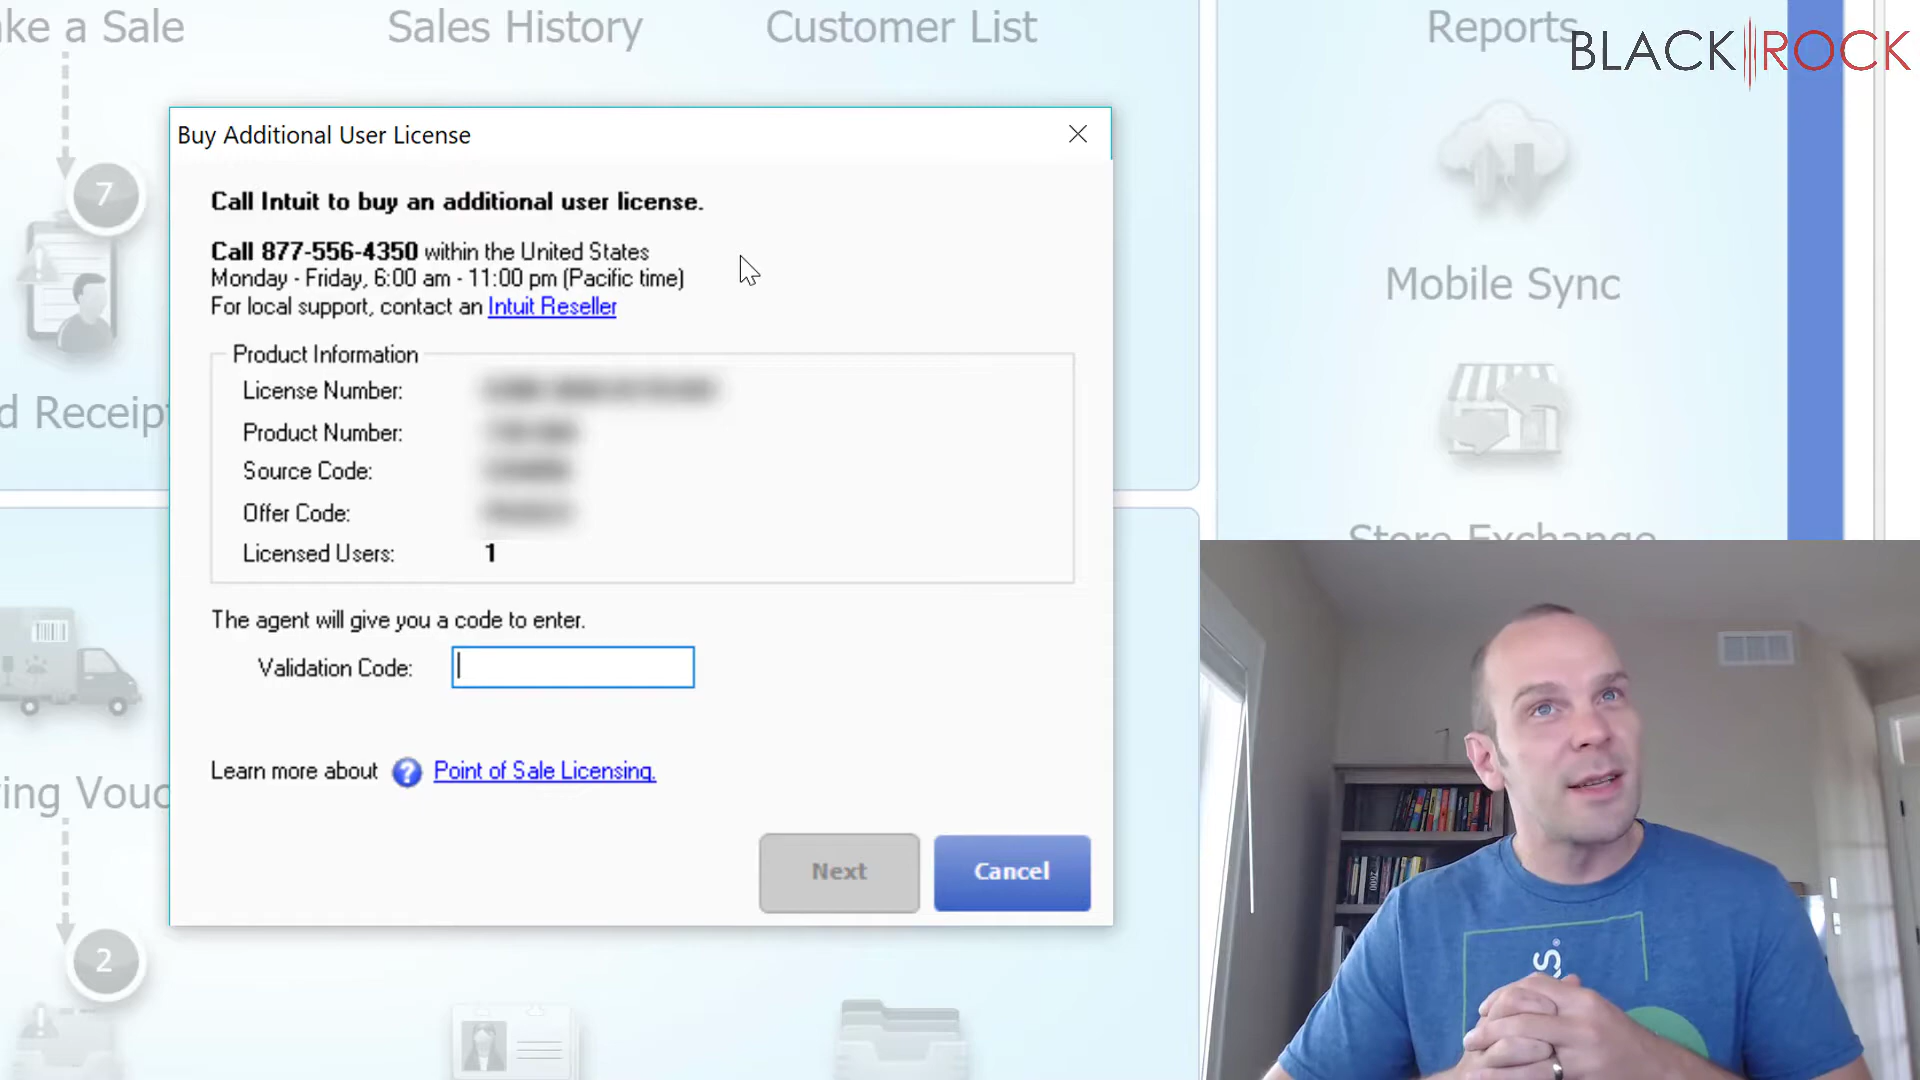 ke a Sale
Sales History
Customer List
Reports
BLACK ROCK
Buy Additional User License
Call Intuit to buy an additional user license.
7
Call 877-556-4350 within the United States
Monday - Friday, 6:00 am - 11:00 pm (Pacific time)
For local support, contact an Intuit Reseller
Mobile Sync
Product Information
License Number:
d Receipt
Product Number:
Source Code:
Offer Code:
Store Exchange
Licensed Users: 1
The agent will give you a code to enter.
Validation Code:
Learn more about ? Point of Sale Licensing.
ing Vouc
Next
Cancel
2